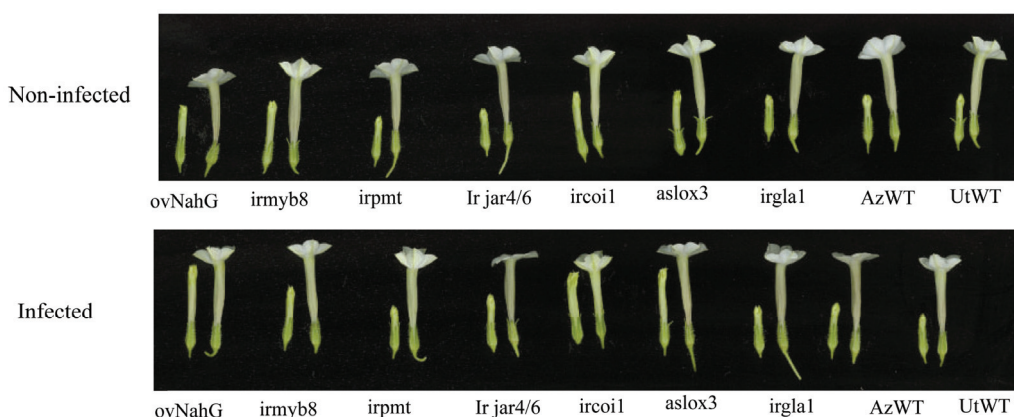 Non-infected
ovNahG irmyb8 irpmt Ir jar4/6 ircoi1 aslox3 irgla1 AzWT UtWT
Infected
ovNahG irmyb8 irpmt Ir jar4/6 ircoi1 aslox3 irgla1 AzWT UtWT